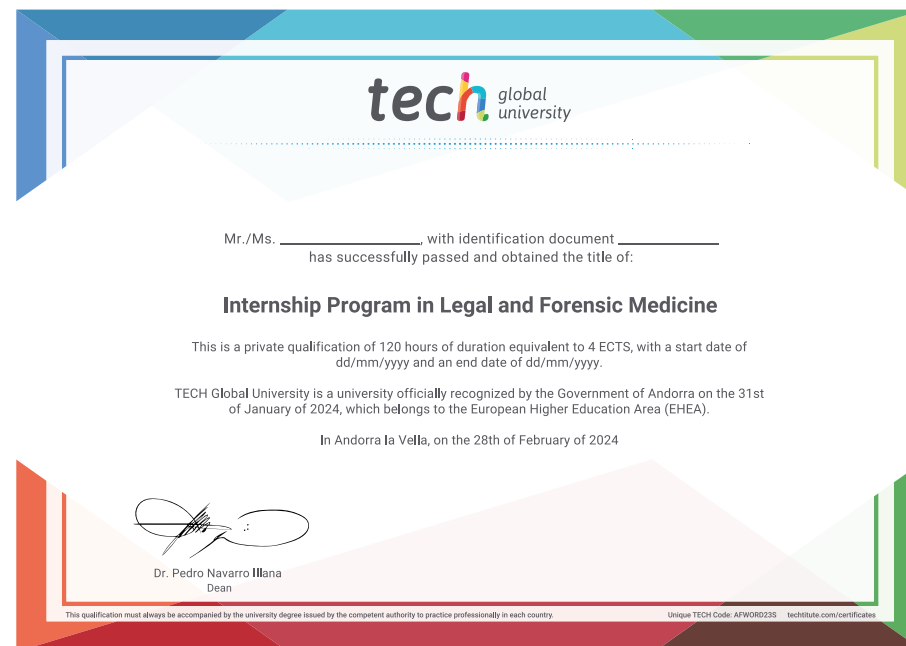 tech global
university
Mr./Ms. ____________________, with identification document ______________
has successfully passed and obtained the title of:
Internship Program in Legal and Forensic Medicine
This is a private qualification of 120 hours of duration equivalent to 4 ECTS, with a start date of
dd/mm/yyyy and an end date of dd/mm/yyyy.
TECH Global University is a university officially recognized by the Government of Andorra on the 31st
of January of 2024, which belongs to the European Higher Education Area (EHEA).
In Andorra la Vella, on the 28th of February of 2024
Dr. Pedro Navarro Illana
Dean
This qualification must always be accompanied by the university degree issued by the competent authority to practice professionally in each country. Unique TECH Code: AFWORD23S techtitute.com/certificates